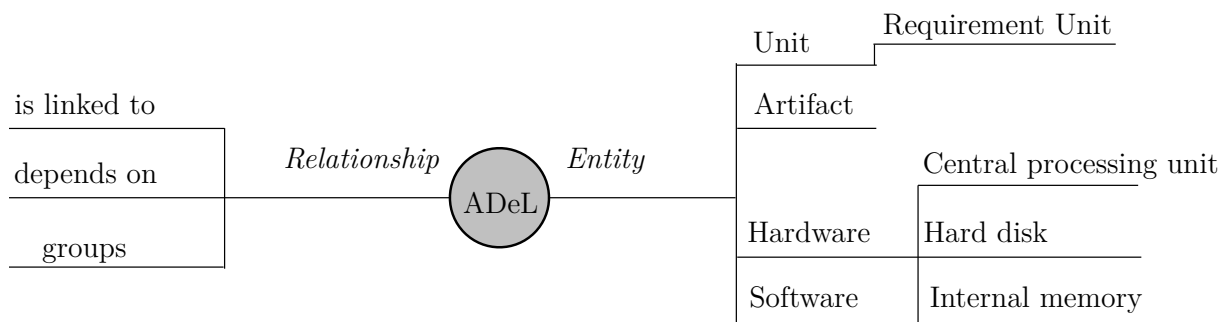 Requirement Unit
Unit
is linked to
Artifact
Relationship
Entity
depends on
Central processing unit
ADeL
groups
Hardware
Hard disk
Software
Internal memory